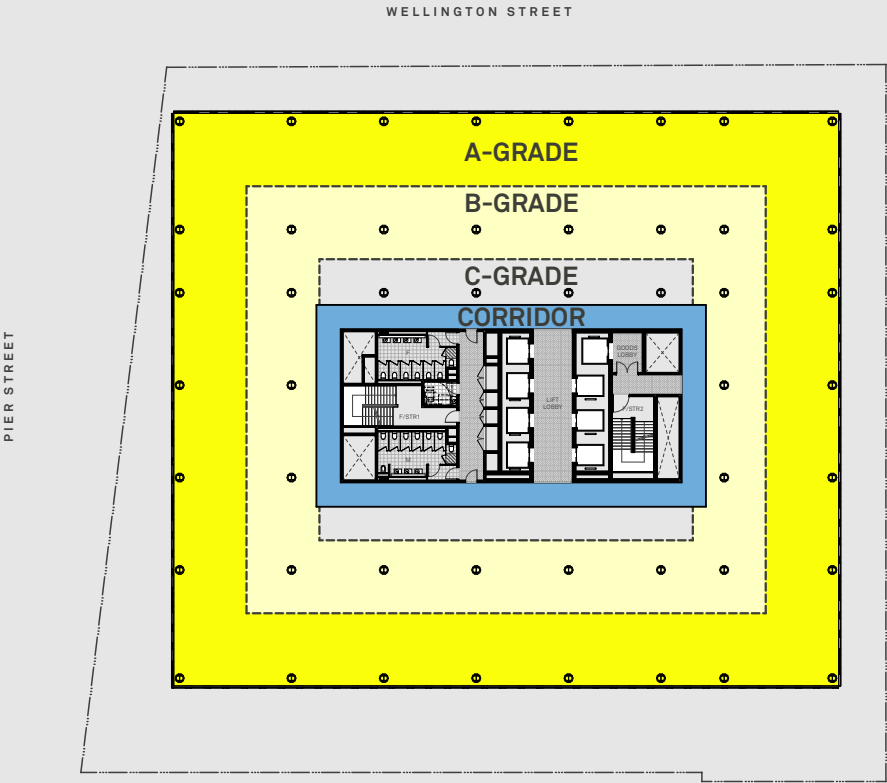 WELLINGTON STREET
A-GRADE
B-GRADE
C-GRADE
CORRIDOR
GOODS
LOBBY
F
LIFT
LOBBY
F/STR1
F/STR2
M
PIER STREET